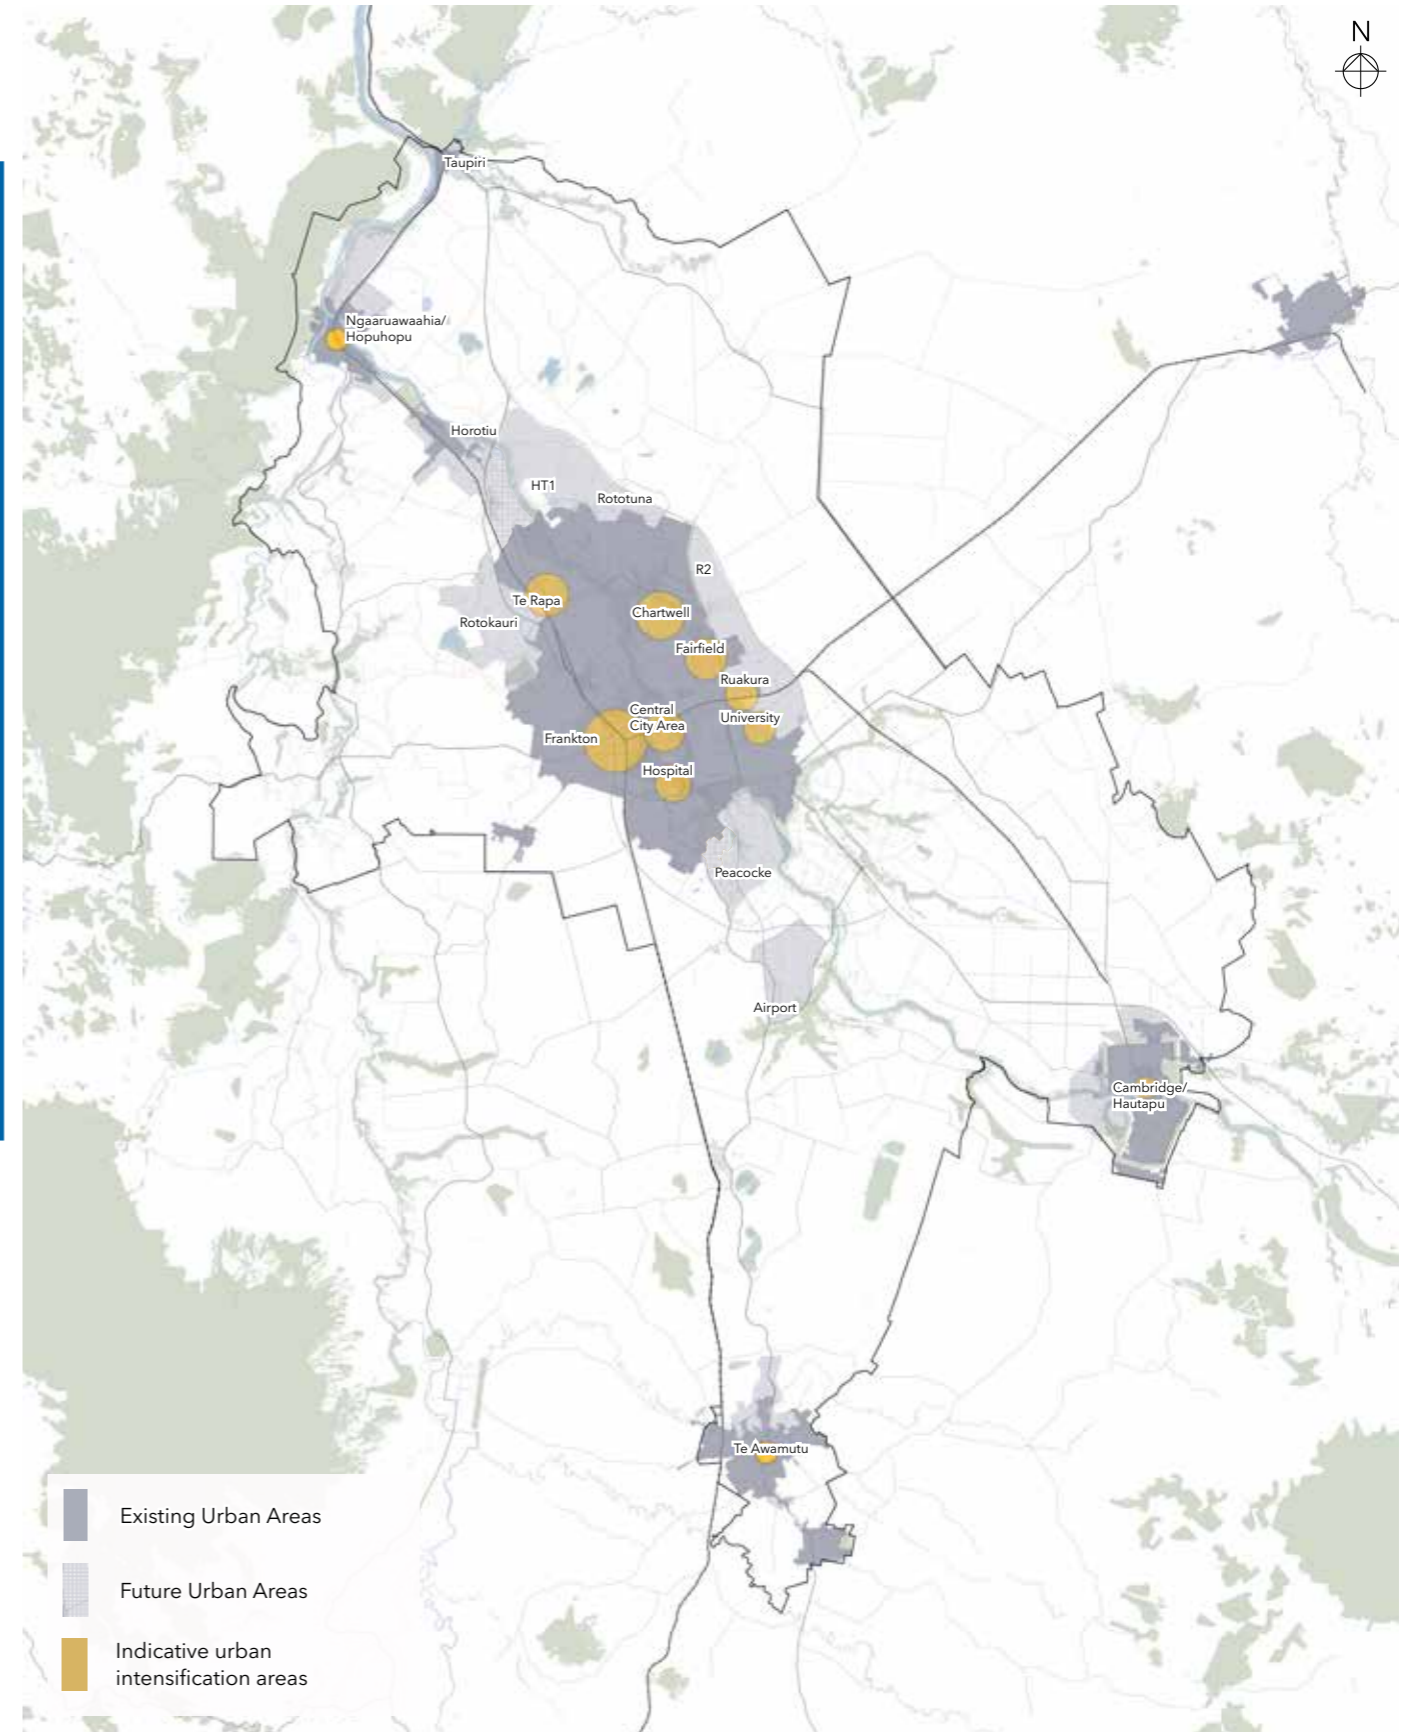 N
Taupiri
Ngaaruawaahia/
Hopuhopu
Horotiu
HT1
Rototuna
R2
Te Rapa
Chartwell
Rotokauri
Fairfield
Ruakura
Central
City Area
University
Frankton
Hospital
Peacocke
Airport
Cambridge/
Hautapu
Te Awamutu
Existing Urban Areas
Future Urban Areas
Indicative urban
intensification areas